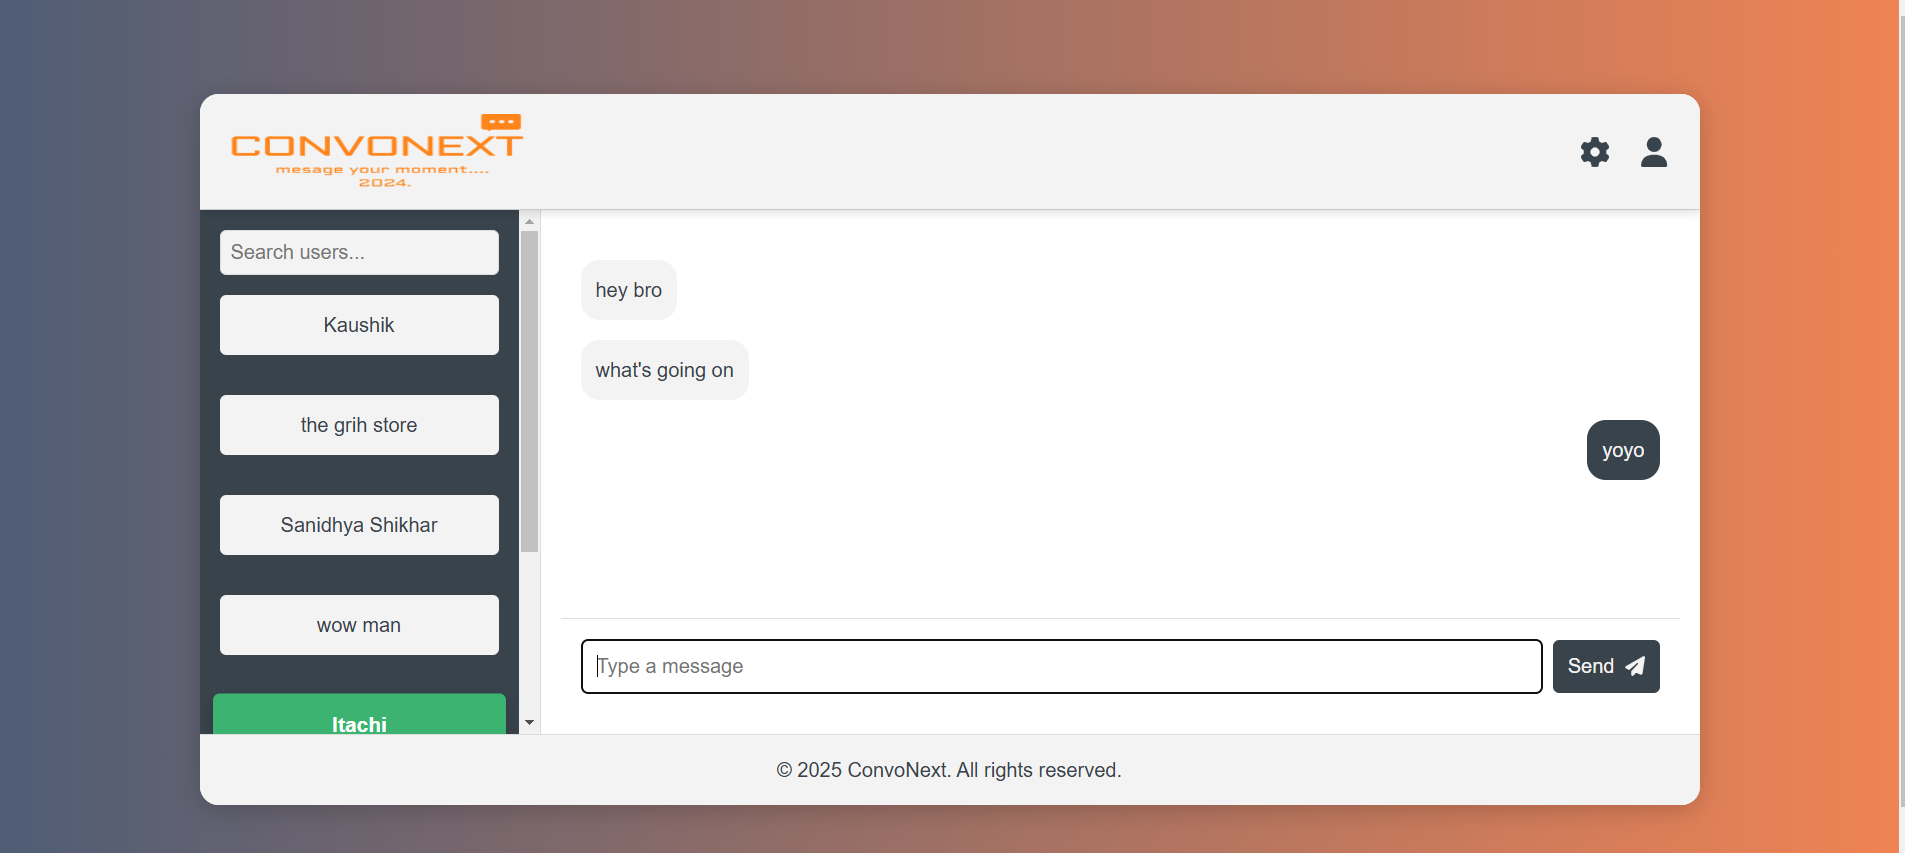 CONVONEXT
mesage your moment....
2024.
Search users...
Kaushik
the grih store
Sanidhya Shikhar
wow man
Itachi
hey bro
what's going on
yoyo
Type a message
Send
© 2025 ConvoNext. All rights reserved.